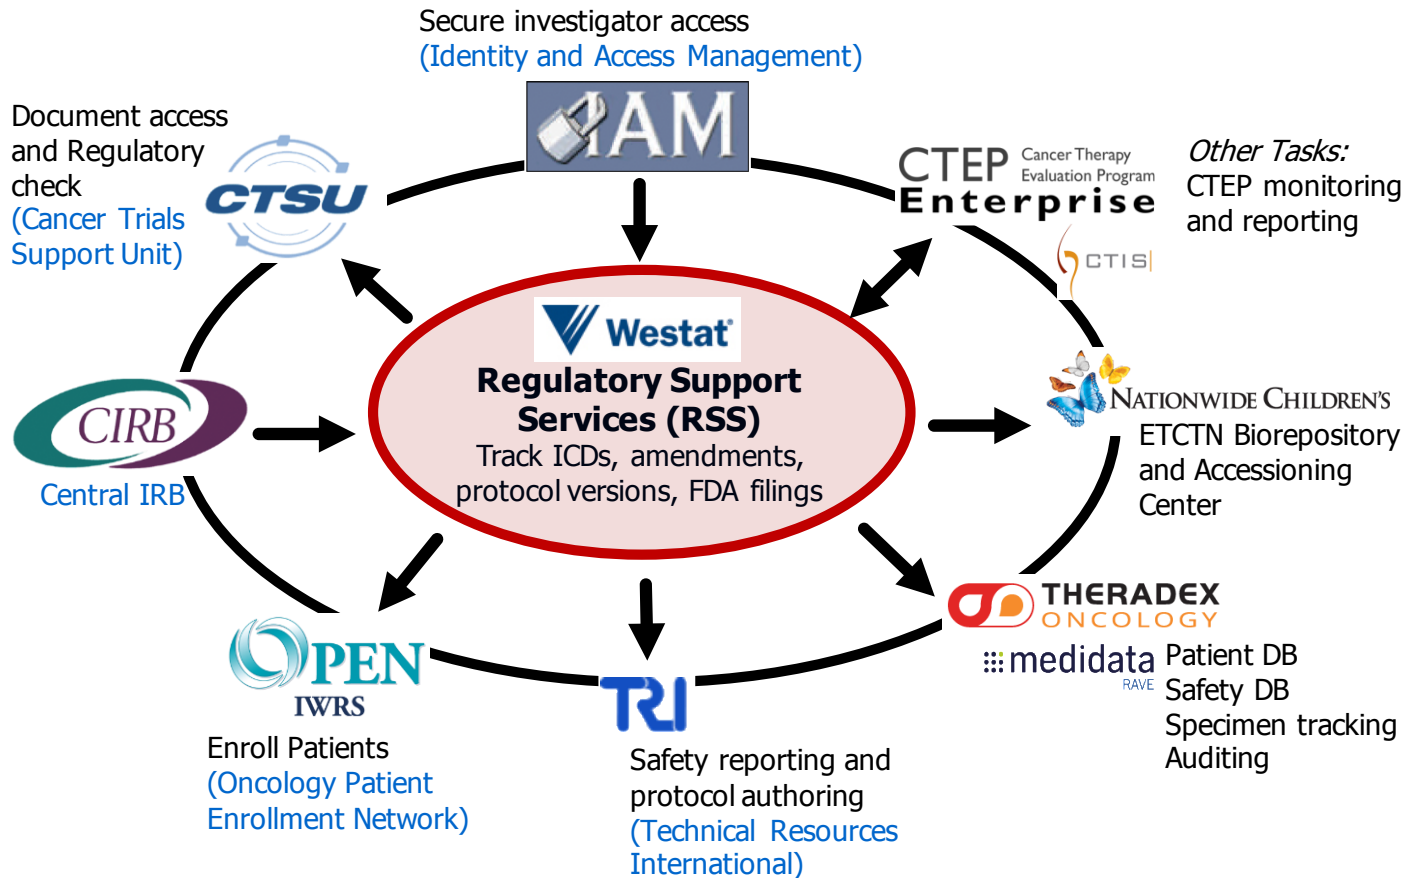 Secure investigator access
(Identity and Access Management)
IAM
Document access
and Regulatory
check
(Cancer Trials
Support Unit)
CTSU
CTEP Cancer Therapy
Evaluation Program
Enterprise
CTIS
Other Tasks:
CTEP monitoring
and reporting
Westat®
Regulatory Support
Services (RSS)
Track ICDs, amendments,
protocol versions, FDA filings
CIRB
Central IRB
NATIONWIDE CHILDREN'S
ETCTN Biorepository
and Accessioning
Center
THERADEX
ONCOLOGY
medidata
RAVE
Patient DB
Safety DB
Specimen tracking
Auditing
OPEN
IWRS
Enroll Patients
(Oncology Patient
Enrollment Network)
TRI
Safety reporting and
protocol authoring
(Technical Resources
International)